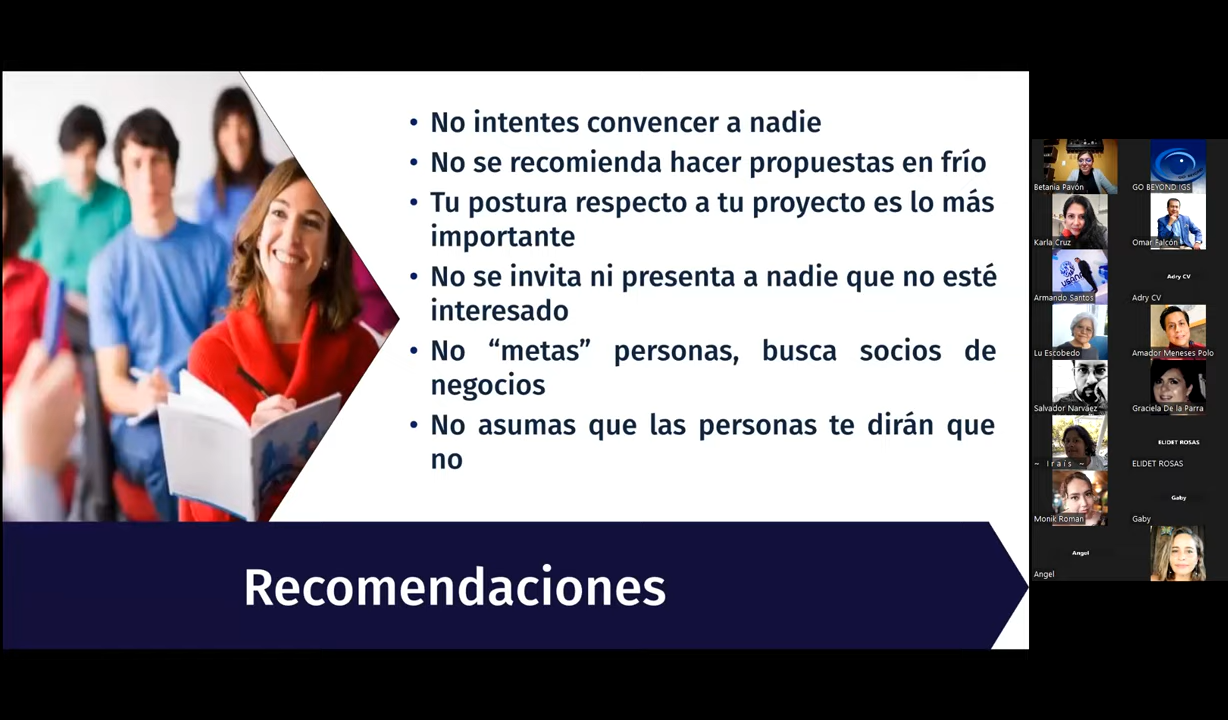 • No intentes convencer a nadie
• No se recomienda hacer propuestas en frío
• Tu postura respecto a tu proyecto es lo más
importante
• No se invita ni presenta a nadie que no esté
interesado
• No “metas” personas, busca socios de
negocios
• No asumas que las personas te dirán que
no
Recomendaciones
Betania Pavón
GO BEYOND IGS
Karla Cruz
Omar Falcón
Armando Santos
Adry CV
Adry CV
Lu Escobedo
Amador Meneses Polo
Salvador Narváez
Graciela De la Parra
~ I r a í s ~
ELIDET ROSAS
ELIDET ROSAS
Monik Roman
Gaby
Gaby
Angel
Angel